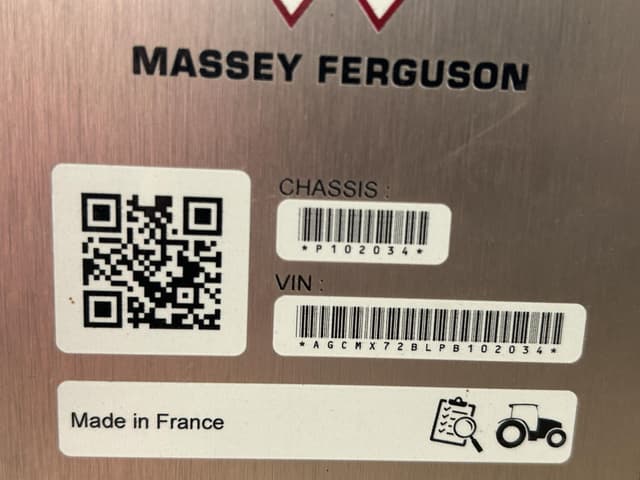 MASSEY FERGUSON
CHASSIS :
*P102034*
VIN :
*AGCMX72BLPB102034*
Made in France